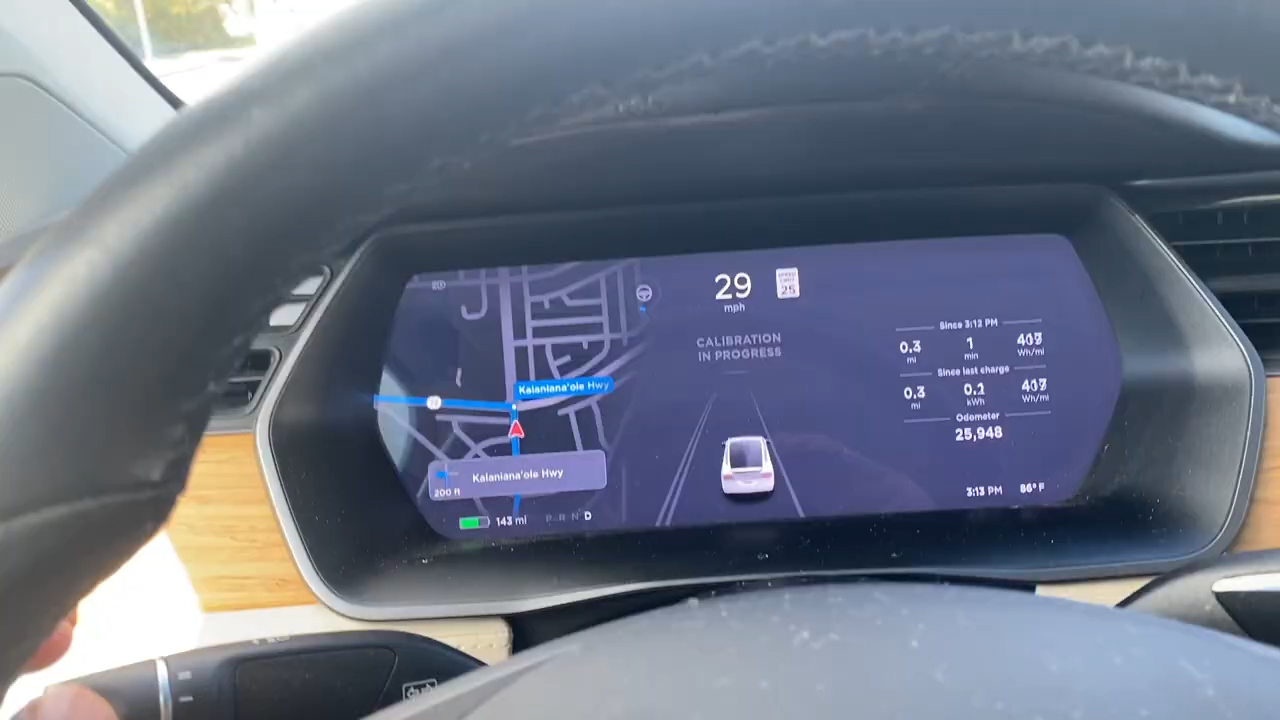 29
mph
SPEED
LIMIT
25
CALIBRATION
IN PROGRESS
Kalaniana'ole Hwy
Kalaniana'ole Hwy
200 ft
143 mi
P R N D
Since 3:12 PM
0.3 1
mi min Wh/mi
Since last charge
0.3 0.1
mi kWh Wh/mi
Odometer
25,948
3:13 PM 86° F